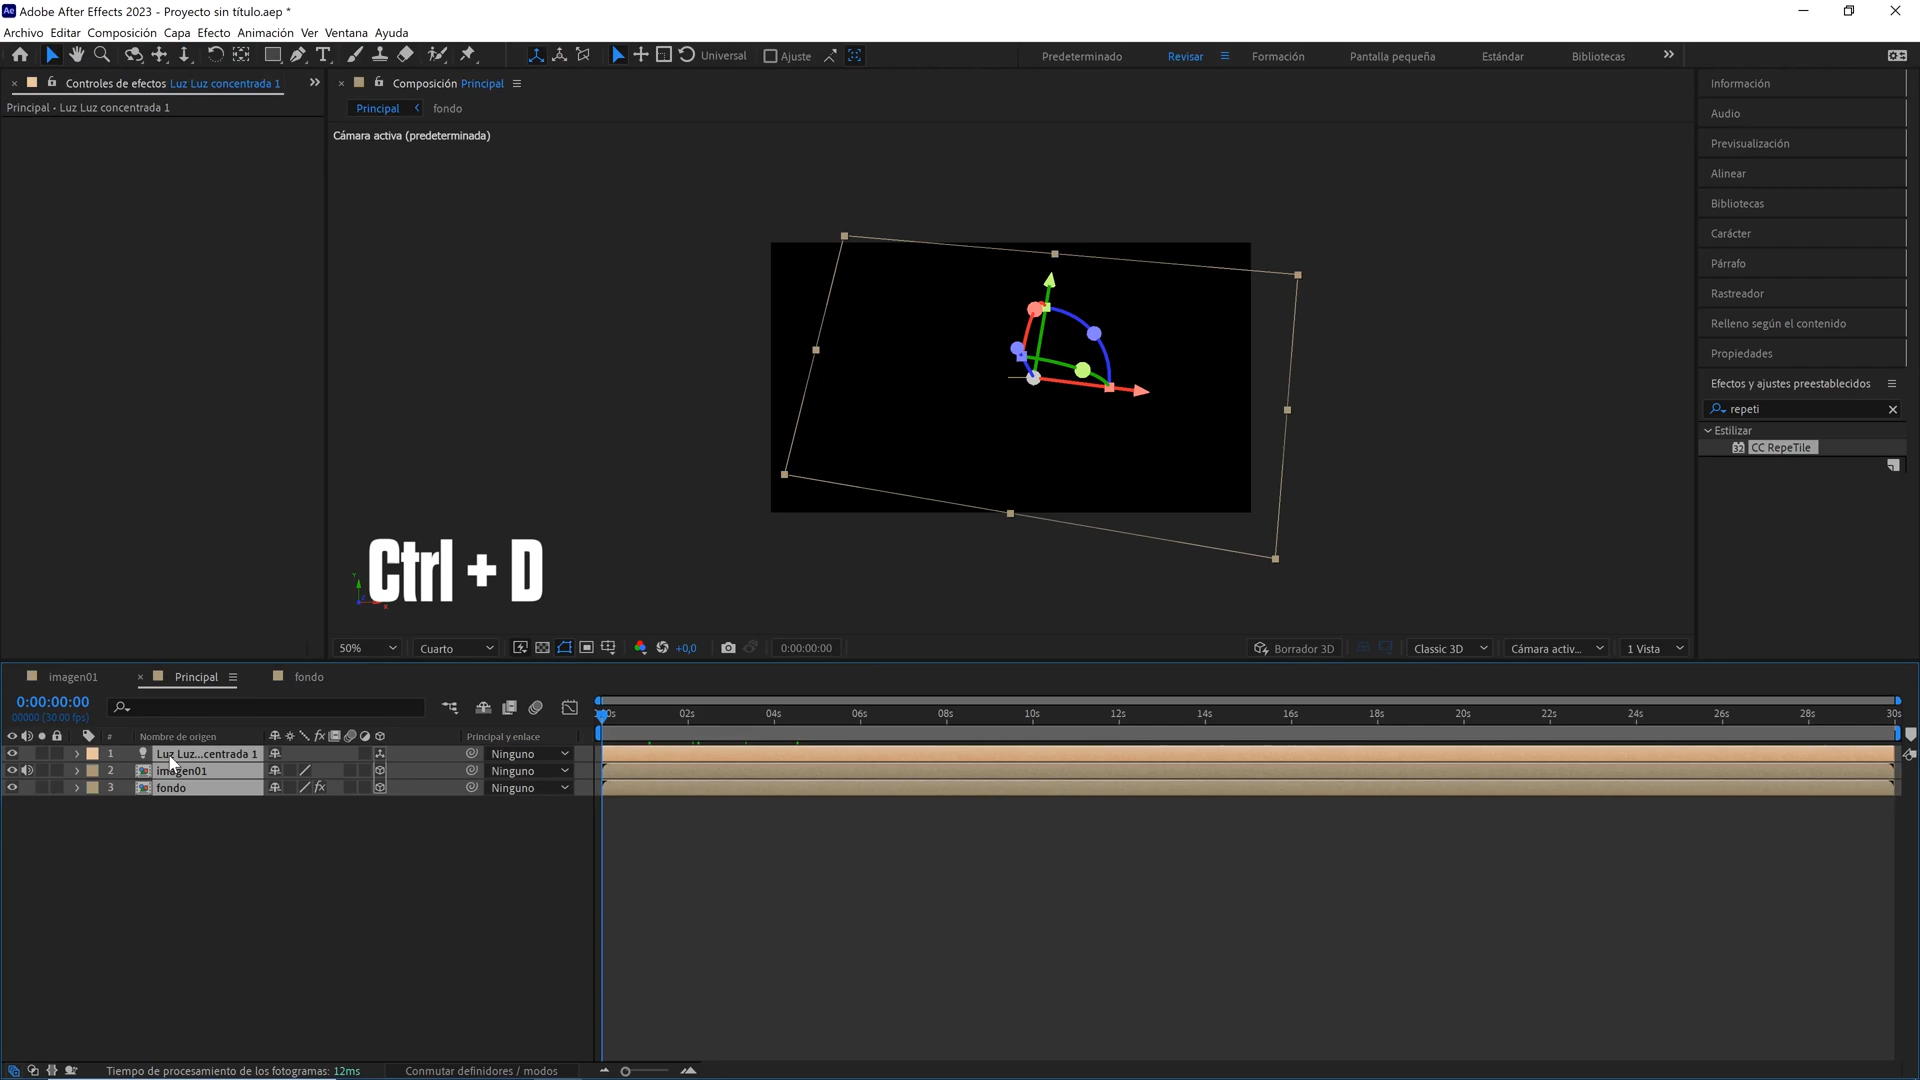 Adobe After Effects 2023 - Proyecto sin título.aep *
Archivo Editar Composición Capa Efecto Animación Ver Ventana Ayuda
Universal Ajuste Predeterminado Revisar Formación Pantalla pequeña Estándar Bibliotecas
Controles de efectos Luz Luz concentrada 1
Principal • Luz Luz concentrada 1
Composición Principal
Principal fondo
Cámara activa (predeterminada)
Ctrl + D
50% Cuarto +0,0 0:00:00:00 Borrador 3D Classic 3D Cámara activ... 1 Vista
Información
Audio
Previsualización
Alinear
Bibliotecas
Carácter
Párrafo
Rastreador
Relleno según el contenido
Propiedades
Efectos y ajustes preestablecidos
repeti
Estilizar
CC RepeTile
imagen01 Principal fondo
0:00:00:00
00000 (30.00 fps)
02s 04s 06s 08s 10s 12s 14s 16s 18s 20s 22s 24s 26s 28s 30s
# Nombre de origen Principal y enlace
1 Luz Luz...centrada 1 Ninguno
2 imagen01 Ninguno
3 fondo Ninguno
Tiempo de procesamiento de los fotogramas: 12ms Conmutar definidores / modos